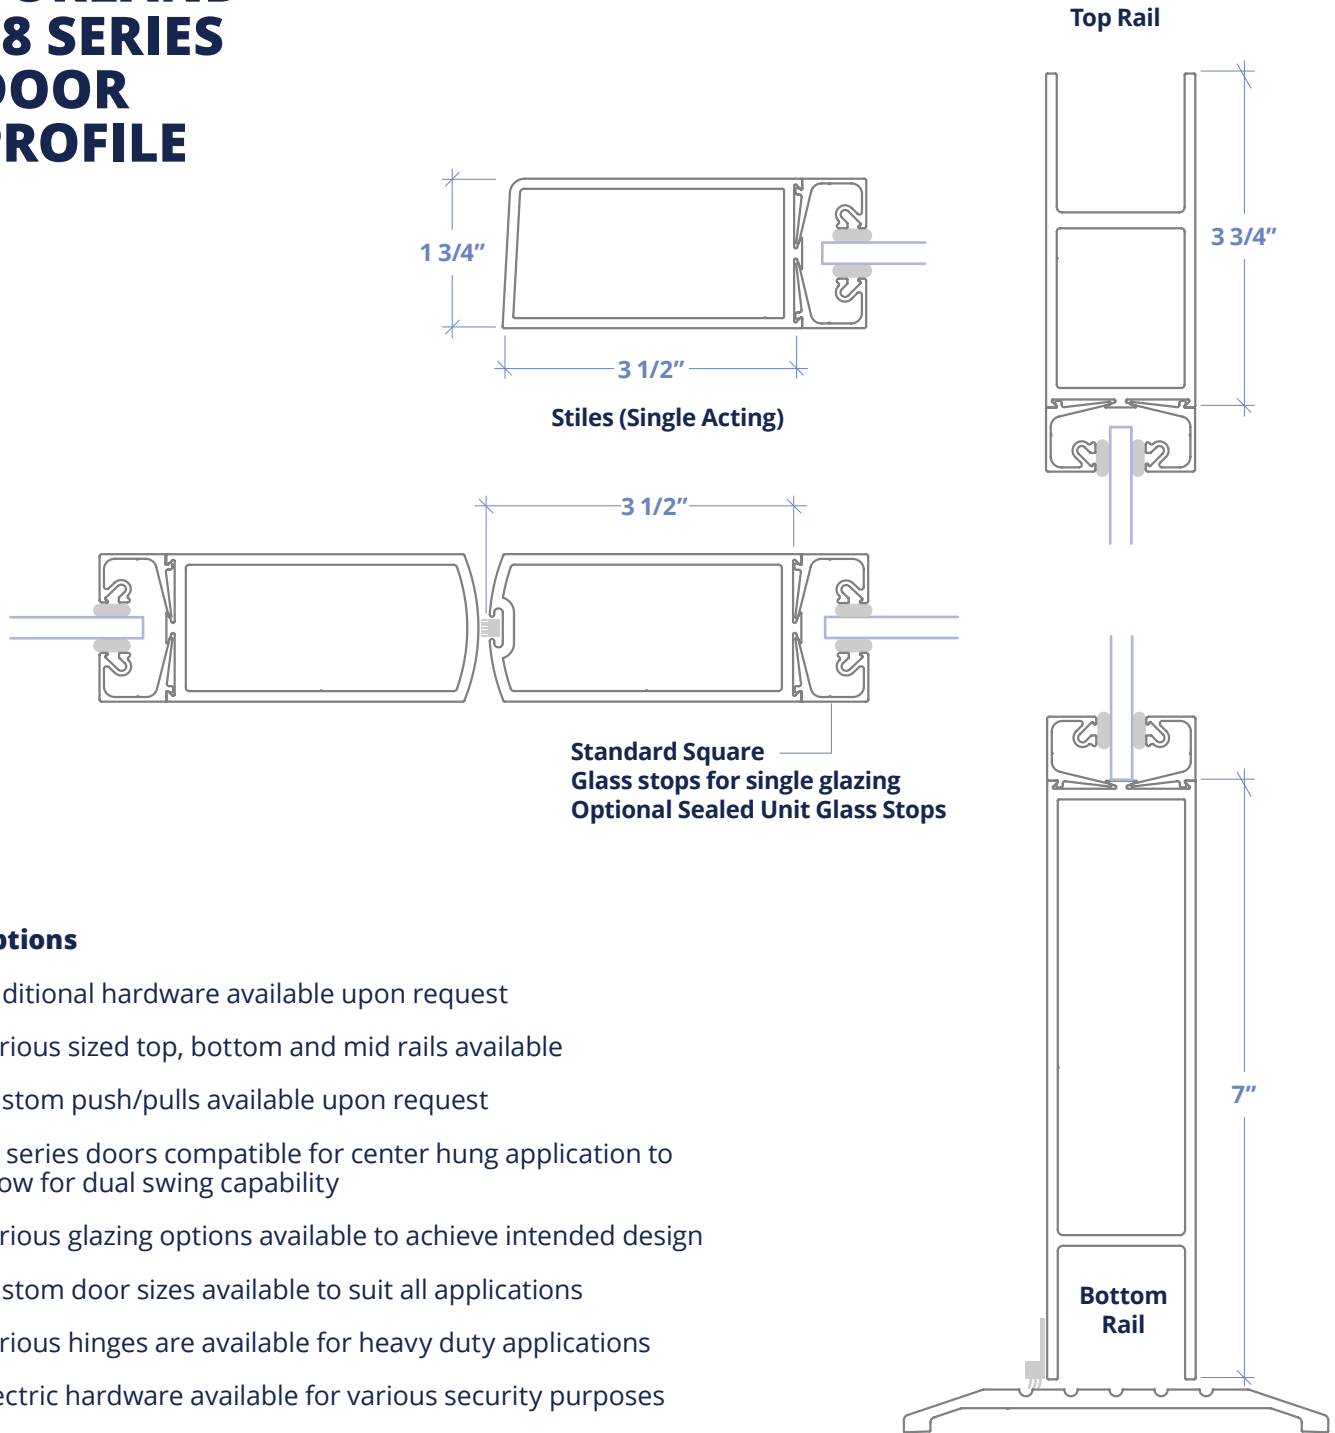 8 SERIES
DOOR
PROFILE
Top Rail
1 3/4”
3 1/2”
Stiles (Single Acting)
3 3/4”
3 1/2”
Standard Square
Glass stops for single glazing
Optional Sealed Unit Glass Stops
7”
Bottom
Rail
ptions
ditional hardware available upon request
rious sized top, bottom and mid rails available
stom push/pulls available upon request
series doors compatible for center hung application to
ow for dual swing capability
rious glazing options available to achieve intended design
stom door sizes available to suit all applications
rious hinges are available for heavy duty applications
ectric hardware available for various security purposes